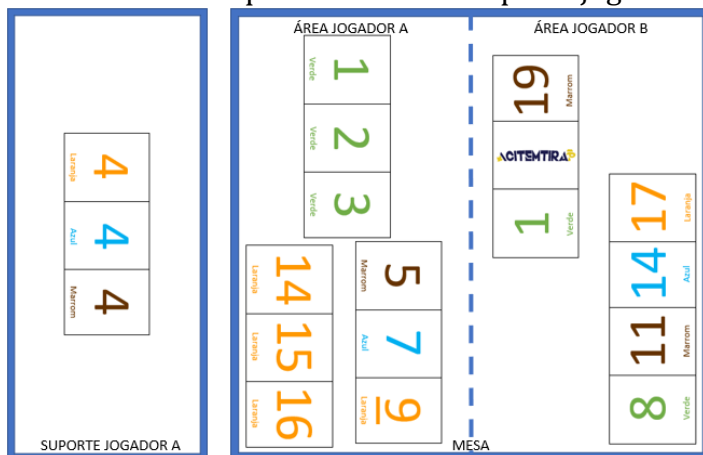 SUPORTE JOGADOR A
4 Laranja
4 Azul
4 Marrom
ÁREA JOGADOR A
1 Verde
2 Verde
3 Verde
14 Laranja
15 Laranja
16 Laranja
5 Marrom
7 Azul
9 Laranja
ÁREA JOGADOR B
19 Marrom
ACITEMTIRA
1 Verde
17 Laranja
14 Azul
11 Marrom
8 Verde
MESA